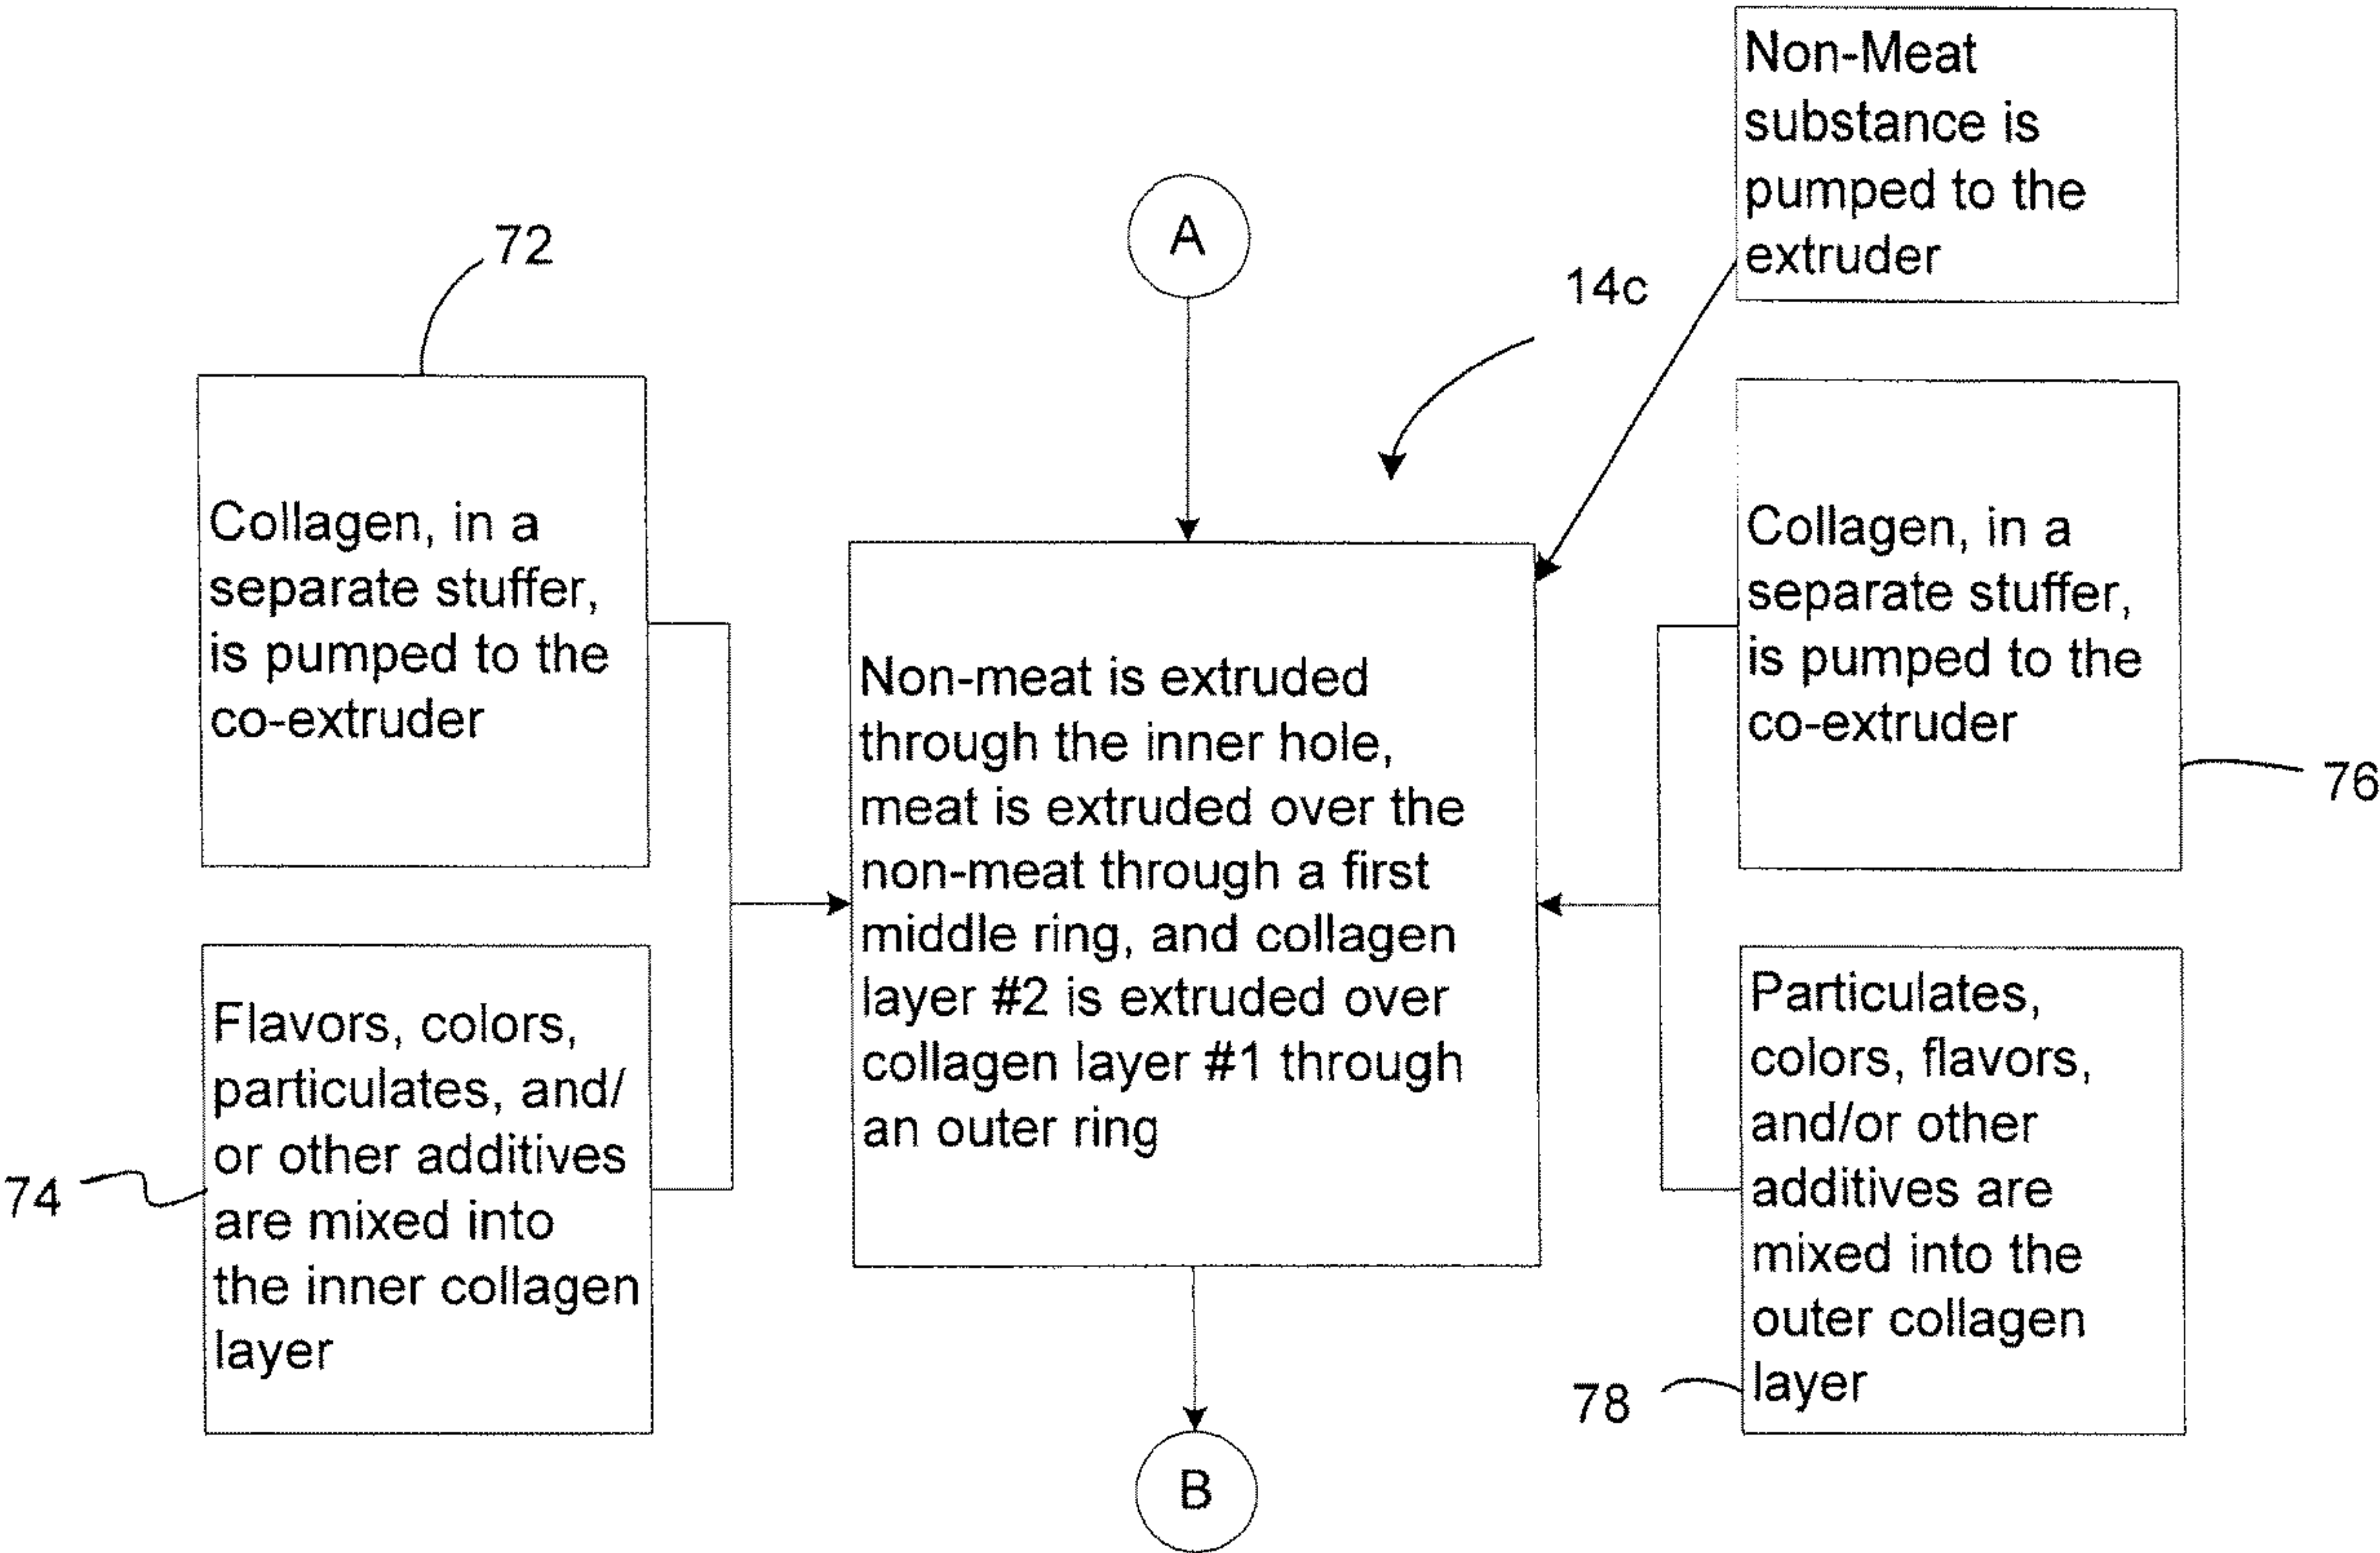 Non-Meat
substance is
pumped to the
extruder
A
72
14c
Collagen, in a
separate stuffer,
is pumped to the
co-extruder
Non-meat is extruded
through the inner hole,
meat is extruded over the
non-meat through a first
middle ring, and collagen
layer #2 is extruded over
collagen layer #1 through
an outer ring
Collagen, in a
separate stuffer,
is pumped to the
co-extruder
76
Flavors, colors,
particulates, and/
or other additives
are mixed into
the inner collagen
layer
74
Particulates,
colors, flavors,
and/or other
additives are
mixed into the
outer collagen
layer
78
B